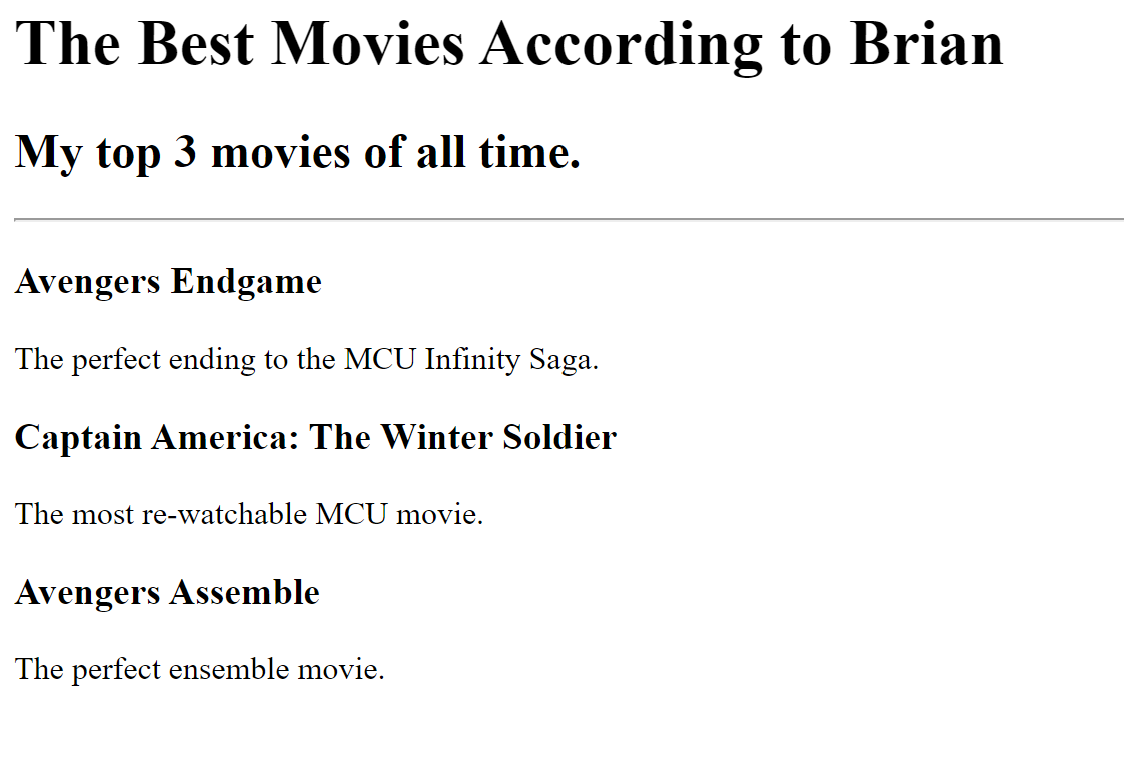 The Best Movies According to Brian
My top 3 movies of all time.
Avengers Endgame
The perfect ending to the MCU Infinity Saga.
Captain America: The Winter Soldier
The most re-watchable MCU movie.
Avengers Assemble
The perfect ensemble movie.